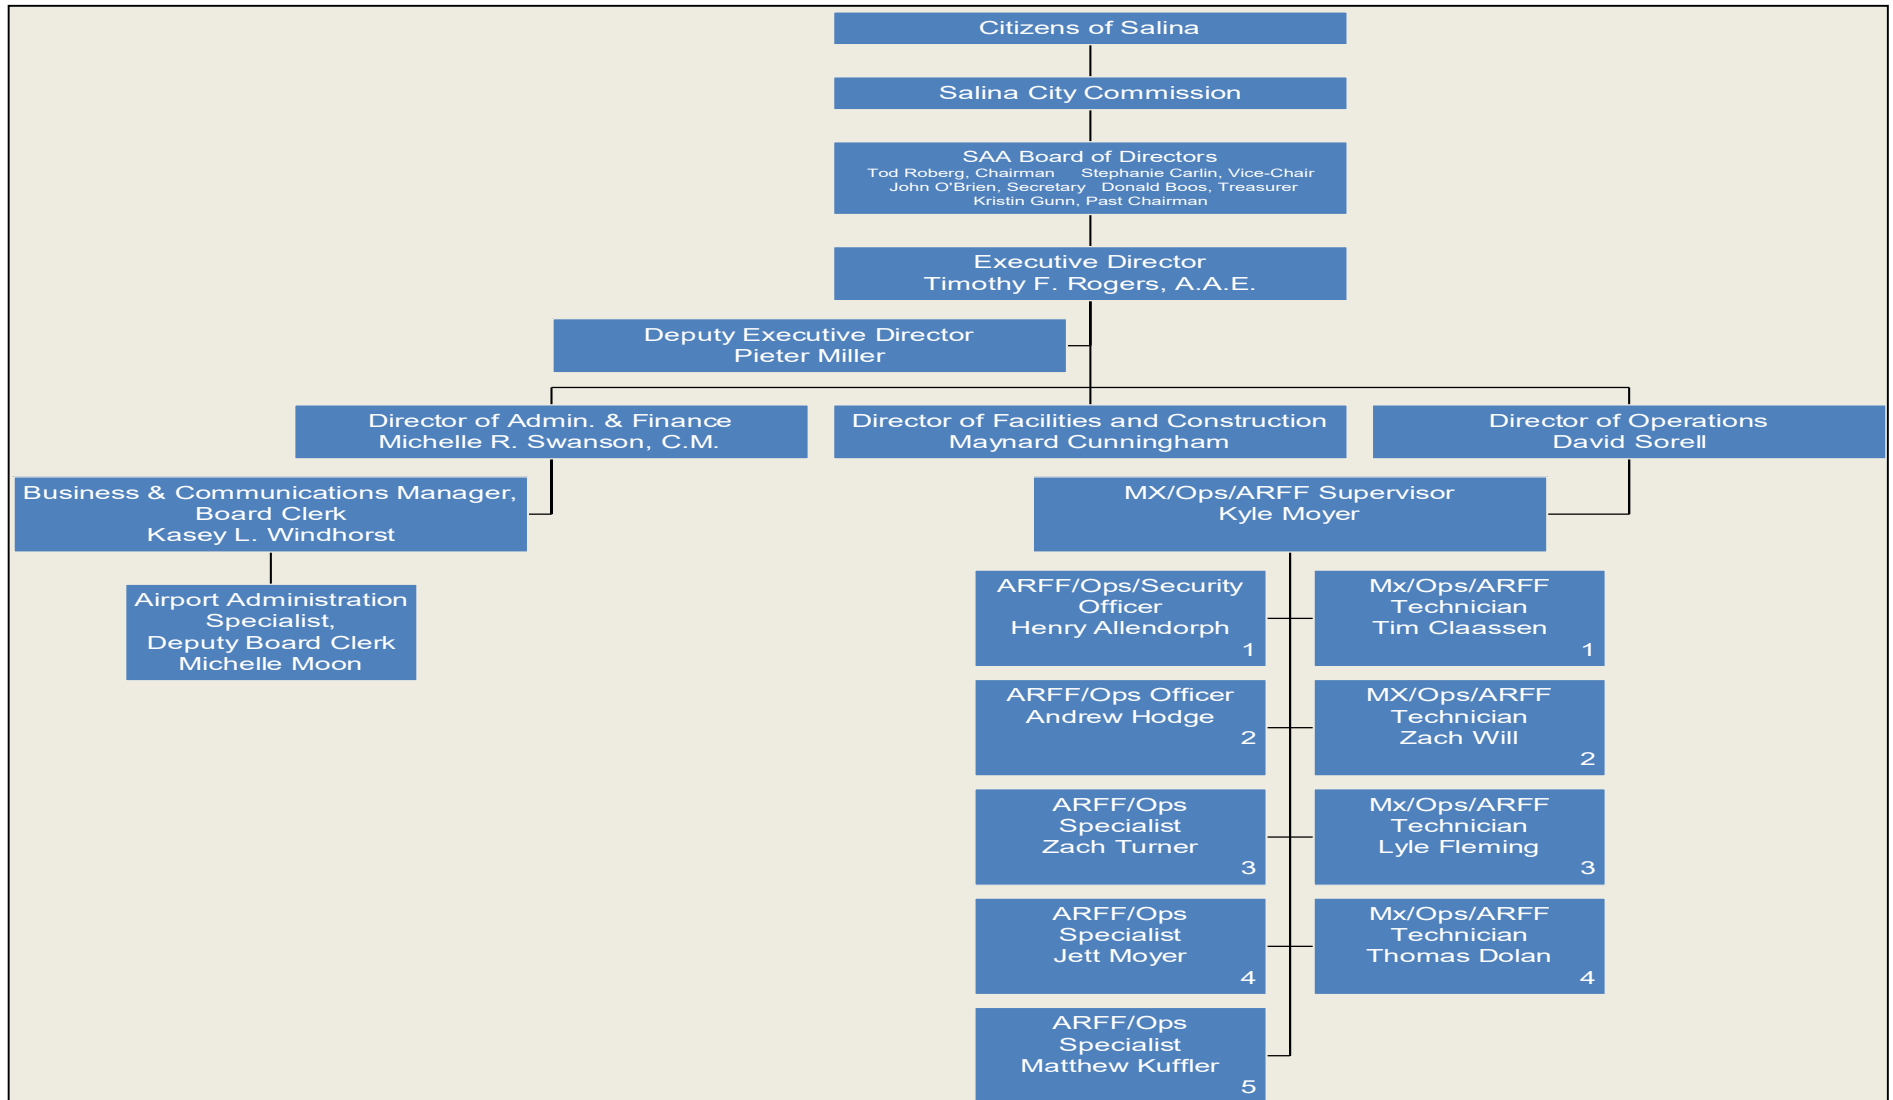 Citizens of Salina
Salina City Commission
SAA Board of Directors
Tod Roberg, Chairman Stephanie Carlin, Vice-Chair
John O'Brien, Secretary Donald Boos, Treasurer
Kristin Gunn, Past Chairman
Executive Director
Timothy F. Rogers, A.A.E.
Deputy Executive Director
Pieter Miller
Director of Admin. & Finance
Michelle R. Swanson, C.M.
Director of Facilities and Construction
Maynard Cunningham
Director of Operations
David Sorell
Business & Communications Manager,
Board Clerk
Kasey L. Windhorst
MX/Ops/ARFF Supervisor
Kyle Moyer
Airport Administration
Specialist,
Deputy Board Clerk
Michelle Moon
ARFF/Ops/Security
Officer
Henry Allendorph
1
Mx/Ops/ARFF
Technician
Tim Claassen
1
ARFF/Ops Officer
Andrew Hodge
2
MX/Ops/ARFF
Technician
Zach Will
2
ARFF/Ops
Specialist
Zach Turner
3
Mx/Ops/ARFF
Technician
Lyle Fleming
3
ARFF/Ops
Specialist
Jett Moyer
4
Mx/Ops/ARFF
Technician
Thomas Dolan
4
ARFF/Ops
Specialist
Matthew Kuffler
5